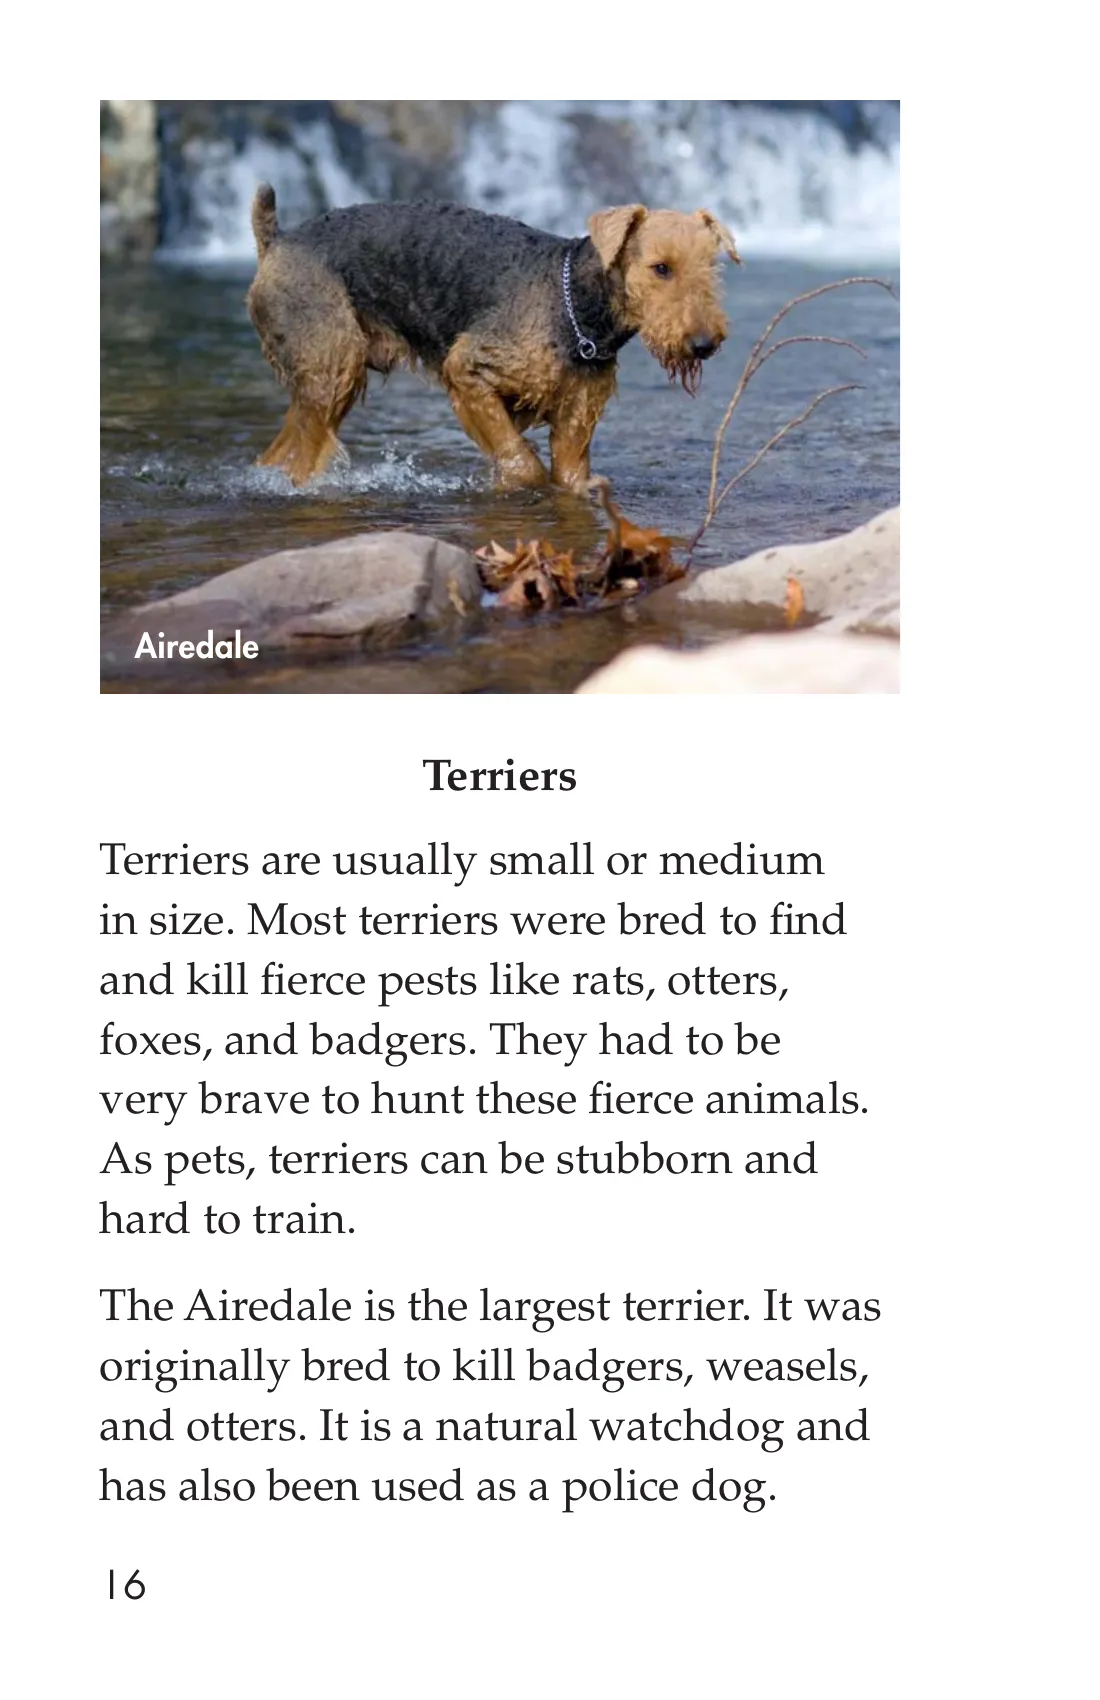 Airedale
Terriers
Terriers are usually small or medium
in size. Most terriers were bred to find
and kill fierce pests like rats, otters,
foxes, and badgers. They had to be
very brave to hunt these fierce animals.
As pets, terriers can be stubborn and
hard to train.
The Airedale is the largest terrier. It was
originally bred to kill badgers, weasels,
and otters. It is a natural watchdog and
has also been used as a police dog.
16